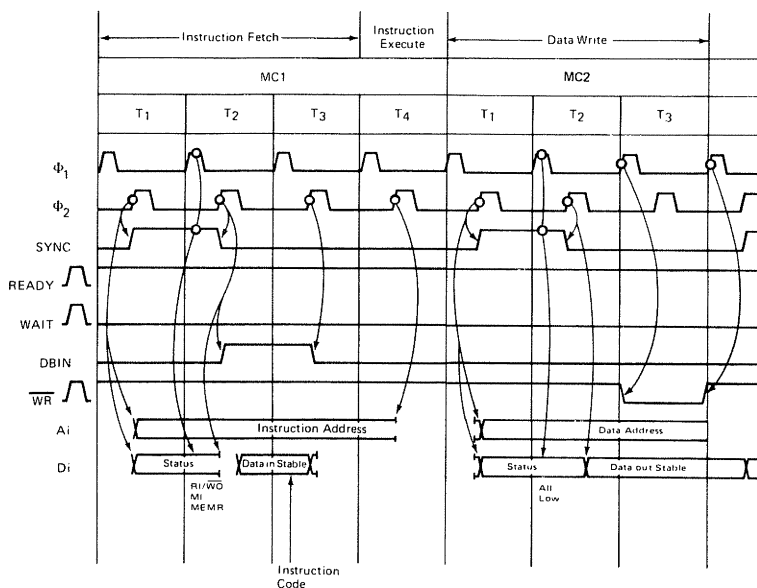 Instruction Fetch
Instruction
Execute
Data Write
MC1
MC2
T1
T2
T3
T4
T1
T2
T3
Φ1
Φ2
SYNC
READY
WAIT
DBIN
WR
Ai
Instruction Address
Data Address
Di
Status
Data in Stable
Status
Data out Stable
RI/WO
MI
MEMR
All
Low
Instruction
Code